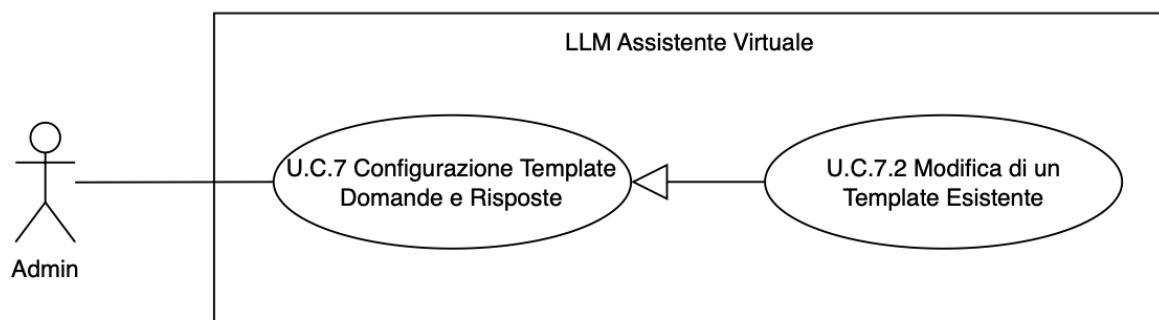 LLM Assistente Virtuale
U.C.7 Configurazione Template
Domande e Risposte
U.C.7.2 Modifica di un
Template Esistente
Admin